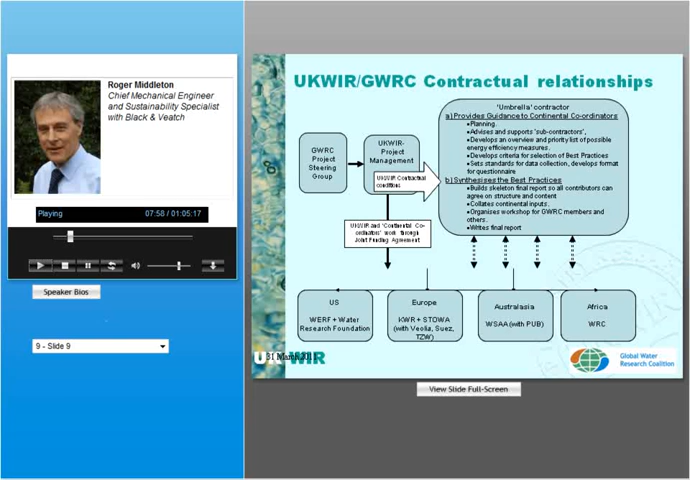 Roger Middleton
Chief Mechanical Engineer
and Sustainability Specialist
with Black & Veatch
Playing
07:58 / 01:05:17
Speaker Bios
9 - Slide 9
UKWIR/GWRC Contractual relationships
GWRC
Project
Steering
Group
UKWIR-
Project
Management
UKWIR Contractual
conditions
UKWIR and 'Continental Co-
ordinators' work through
Joint Funding Agreement
'Umbrella' contractor
a) Provides Guidance to Continental Co-ordinators
•Planning.
•Advises and supports 'sub-contractors',
•Develops an overview and priority list of possible
energy efficiency measures.
•Develops criteria for selection of Best Practices
•Sets standards for data collection, develops format
for questionnaire
b) Synthesises the Best Practices
•Builds skeleton final report so all contributors can
agree on structure and content
•Collates continental inputs.
•Organizes workshop for GWRC members and
others.
•Writes final report
US
WERF + Water
Research Foundation
Europe
KWR + STOWA
(with Veolia, Suez,
TZW)
Australasia
WSAA (with PUB)
Africa
WRC
UKWIR
31 March 2011
Global Water
Research Coalition
View Slide Full-Screen